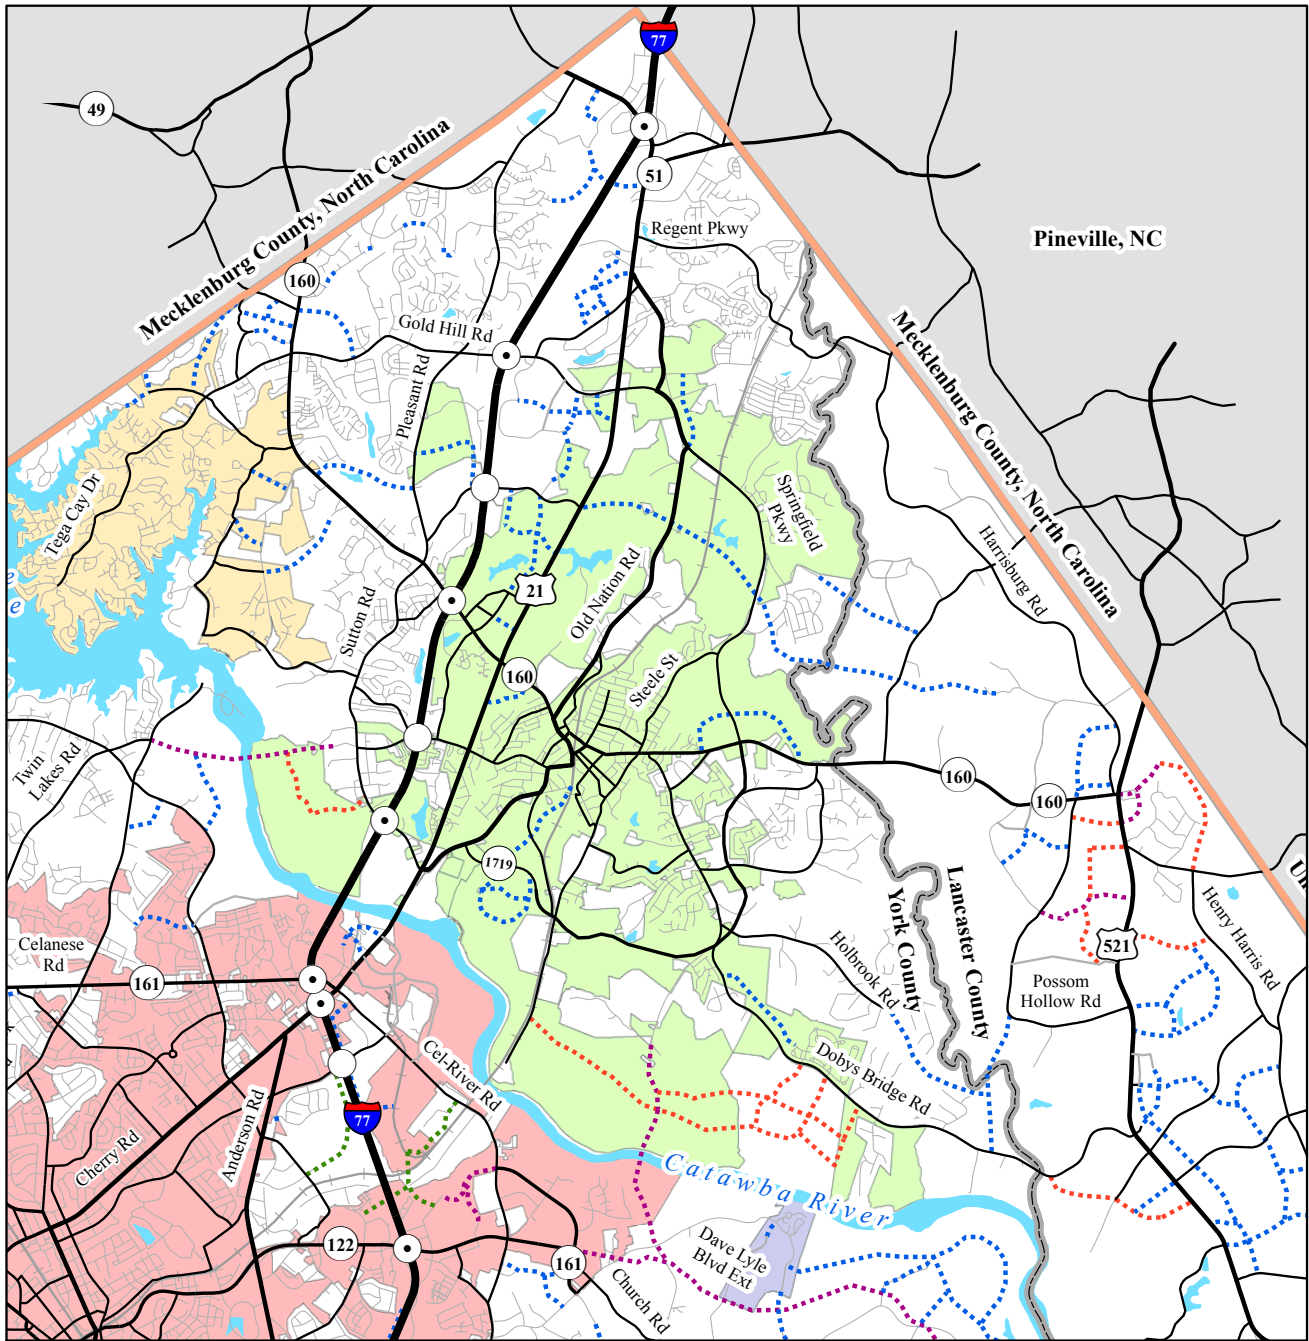 77
49
51
Mecklenburg County, North Carolina
Regent Pkwy
Pineville, NC
160
Gold Hill Rd
Mecklenburg County, North Carolina
Pleasant Rd
Tega Cay Dr
Springfield
Pkwy
Harrisburg Rd
e
e
21
Old Nation Rd
Sutton Rd
160
Steele St
Twin
Lakes Rd
160
160
1719
Lancaster County
York County
Un
Henry Harris Rd
Celanese
Rd
161
521
Holbrook Rd
Possom
Hollow Rd
Cel-River Rd
Dobys Bridge Rd
77
Anderson Rd
Cherry Rd
Catawba River
122
161
Dave Lyle
Blvd Ext
Church Rd